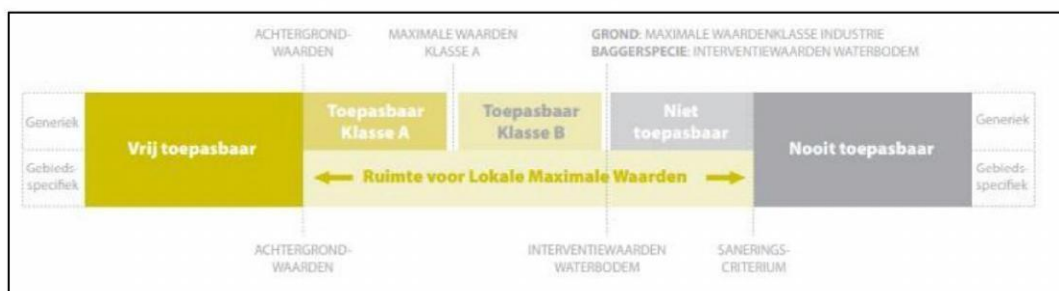 ACHTERGROND-
WAARDEN
MAXIMALE WAARDEN
KLASSE A
GROND: MAXIMALE WAARDENKLASSE INDUSTRIE
BAGGERSPECIE: INTERVENTIEWAARDEN WATERBODEM
Generiek
Gebieds-
specifiek
Vrij toepasbaar
Toepasbaar
Klasse A
Toepasbaar
Klasse B
Niet
toepasbaar
Ruimte voor Lokale Maximale Waarden
Nooit toepasbaar
Generiek
Gebieds-
specifiek
ACHTERGROND-
WAARDEN
INTERVENTIEWAARDEN
WATERBODEM
SANERINGS-
CRITERIUM